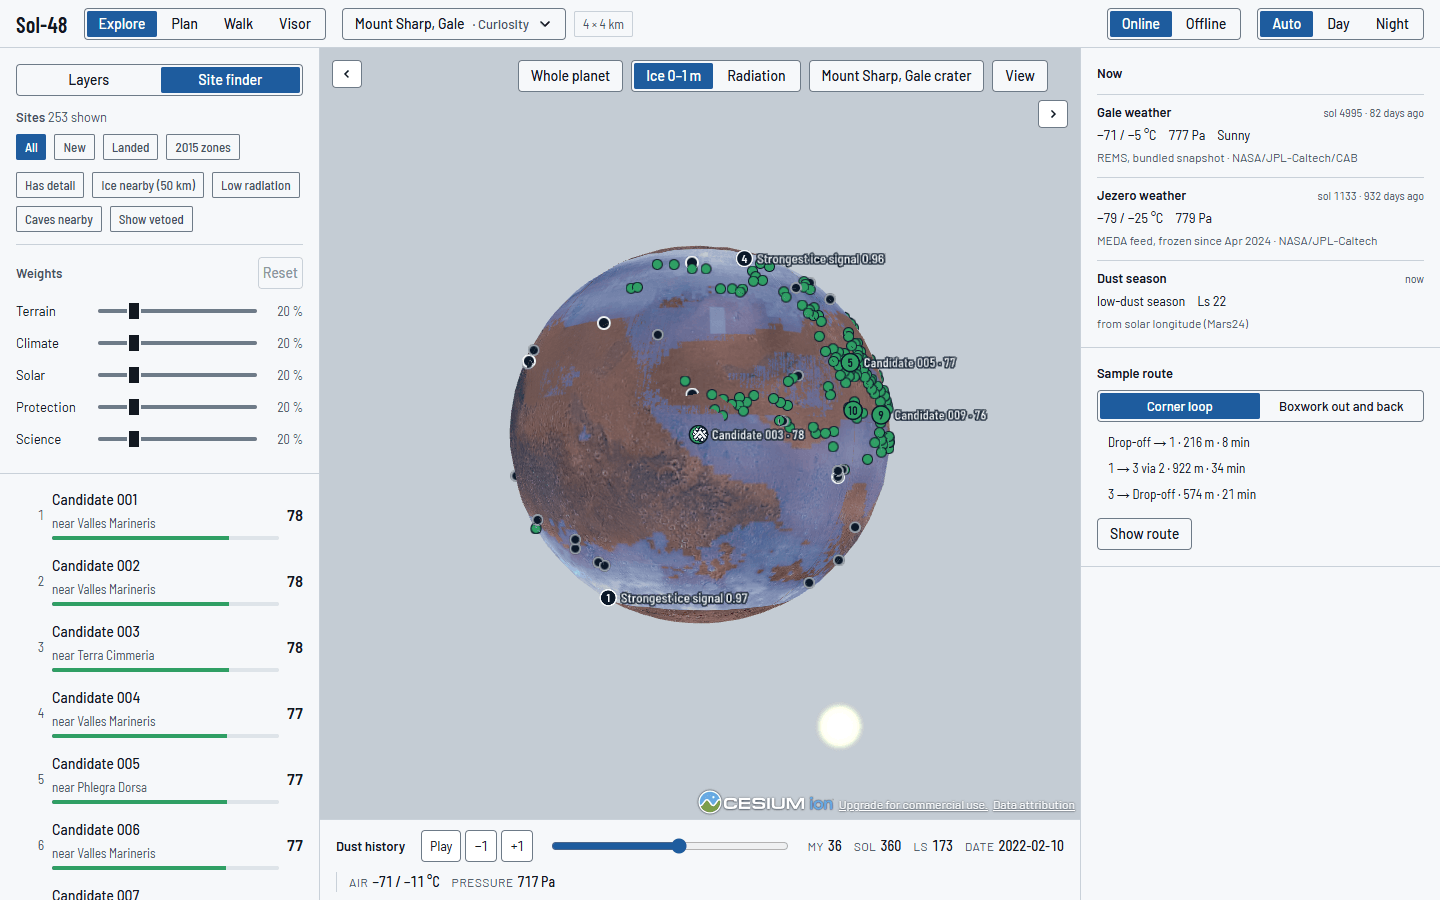 Sol-48
Explore Plan Walk Visor
Mount Sharp, Gale · Curiosity
4 × 4 km
Online Offline
Auto Day Night
Layers Site finder
Sites 253 shown
All New Landed 2015 zones
Has detail Ice nearby (50 km) Low radiation
Caves nearby Show vetoed
Weights Reset
Terrain 20 %
Climate 20 %
Solar 20 %
Protection 20 %
Science 20 %
1 Candidate 001 78
near Valles Marineris
2 Candidate 002 78
near Valles Marineris
3 Candidate 003 78
near Terra Cimmeria
4 Candidate 004 77
near Valles Marineris
5 Candidate 005 77
near Phlegra Dorsa
6 Candidate 006 77
near Valles Marineris
Candidate 007
Whole planet Ice 0–1 m Radiation Mount Sharp, Gale crater View
4 Strongest ice signal 0.96
5 Candidate 005 · 77
10
9 Candidate 009 · 76
Candidate 003 · 78
1 Strongest ice signal 0.97
CESIUM ion Upgrade for commercial use. Data attribution
Dust history Play −1 +1 MY 36 SOL 360 LS 173 DATE 2022-02-10
AIR −71 / −11 °C PRESSURE 717 Pa
Now
Gale weather sol 4995 · 82 days ago
−71 / −5 °C 777 Pa Sunny
REMS, bundled snapshot · NASA/JPL-Caltech/CAB
Jezero weather sol 1133 · 932 days ago
−79 / −25 °C 779 Pa
MEDA feed, frozen since Apr 2024 · NASA/JPL-Caltech
Dust season now
low-dust season Ls 22
from solar longitude (Mars24)
Sample route
Corner loop Boxwork out and back
Drop-off → 1 · 216 m · 8 min
1 → 3 via 2 · 922 m · 34 min
3 → Drop-off · 574 m · 21 min
Show route